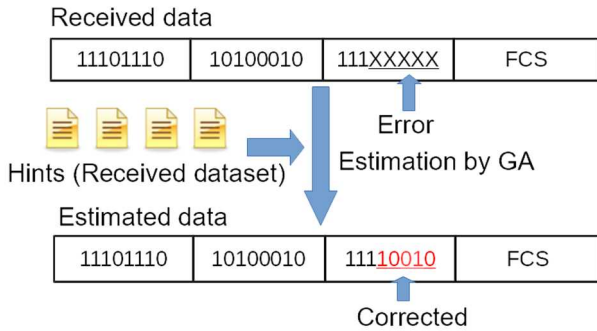 Received data
11101110 10100010 111XXXXX FCS
Error
Hints (Received dataset)
Estimation by GA
Estimated data
11101110 10100010 11110010 FCS
Corrected